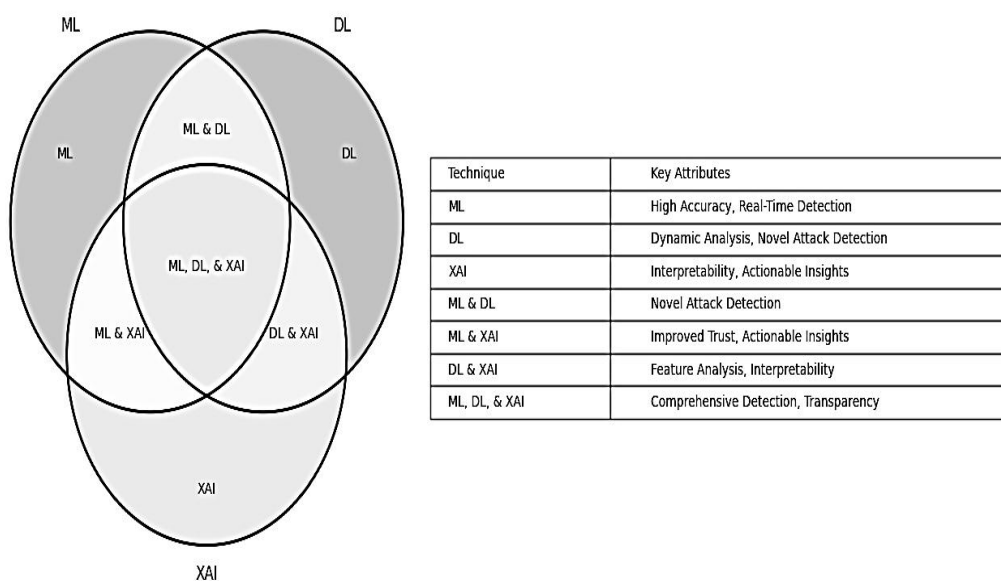 ML
DL
ML & DL
ML
DL
ML, DL, & XAI
ML & XAI
DL & XAI
XAI
XAI
Technique Key Attributes
ML High Accuracy, Real-Time Detection
DL Dynamic Analysis, Novel Attack Detection
XAI Interpretability, Actionable Insights
ML & DL Novel Attack Detection
ML & XAI Improved Trust, Actionable Insights
DL & XAI Feature Analysis, Interpretability
ML, DL, & XAI Comprehensive Detection, Transparency